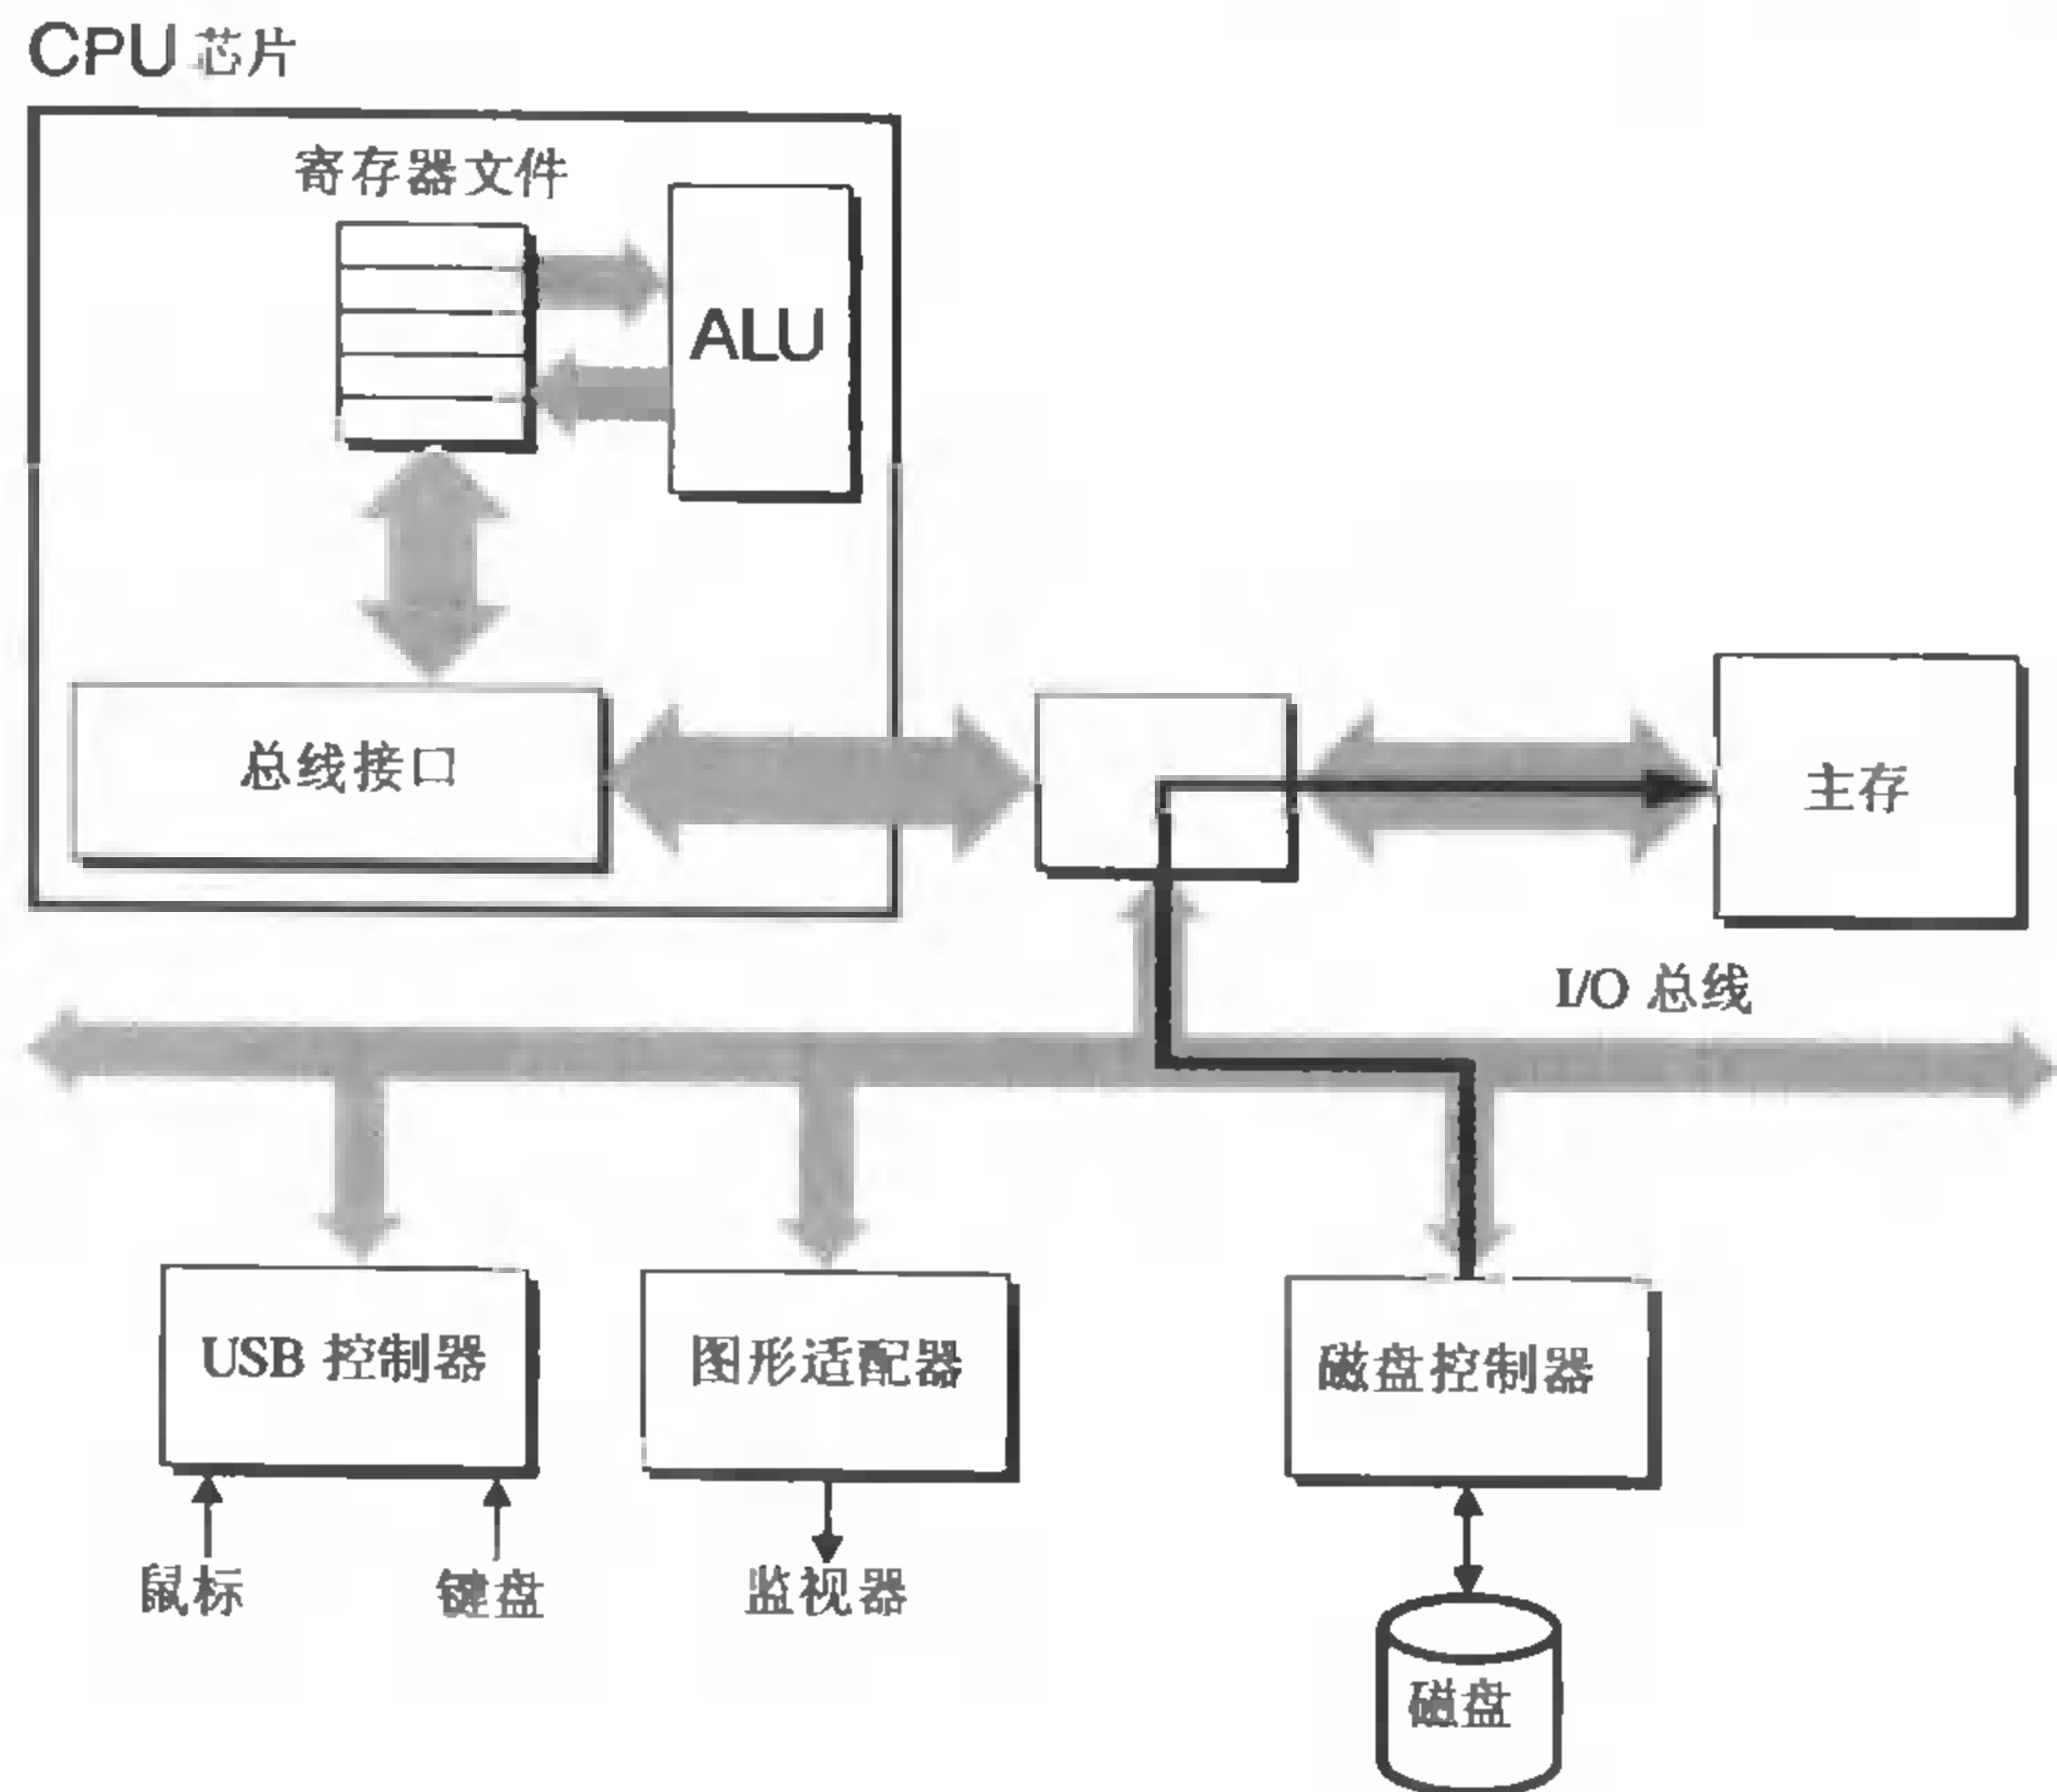 CPU 芯片
寄存器文件
ALU
总线接口
主存
I/O 总线
USB 控制器
图形适配器
磁盘控制器
鼠标
键盘
监视器
磁盘